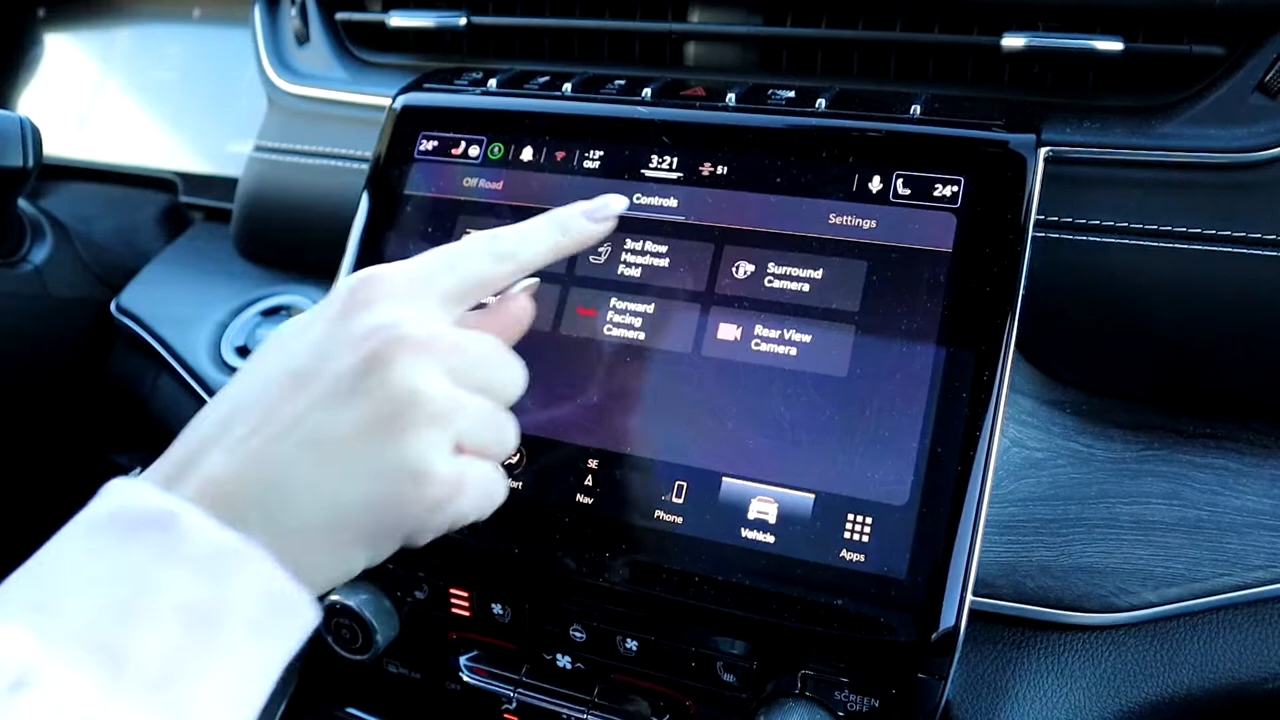 24°
-13°
OUT
3:21
51
24°
Off Road
Controls
Settings
3rd Row
Headrest
Fold
Surround
Camera
Forward
Facing
Camera
Rear View
Camera
SE
Nav
Phone
Vehicle
Apps
SCREEN
OFF